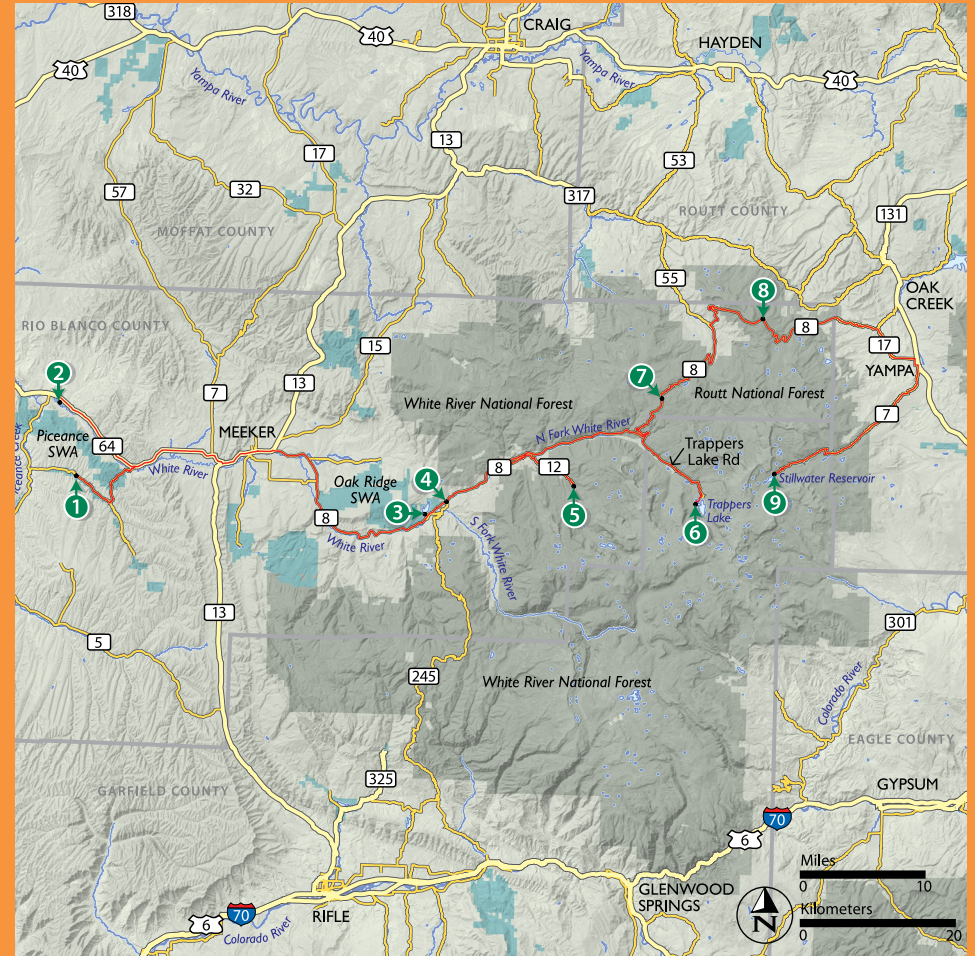 318
CRAIG
40
HAYDEN
40
Yampa River
Yampa River
40
13
17
53
57
32
317
ROUTT COUNTY
131
MOFFAT COUNTY
55
8
OAK
CREEK
RIO BLANCO COUNTY
8
15
17
2
13
7
8
YAMPA
7
Routt National Forest
White River National Forest
7
MEEKER
N Fork White River
Piceance
SWA
64
Trappers
Lake Rd
White River
8
12
Stillwater Reservoir
Oak Ridge
SWA
4
1
3
5
9
6
Trappers
Lake
8
White River
S Fork White River
13
301
5
245
White River National Forest
Colorado River
EAGLE COUNTY
325
GARFIELD COUNTY
GYPSUM
70
6
Miles
0
10
GLENWOOD
SPRINGS
Kilometers
0
20
N
RIFLE
70
6
Colorado River